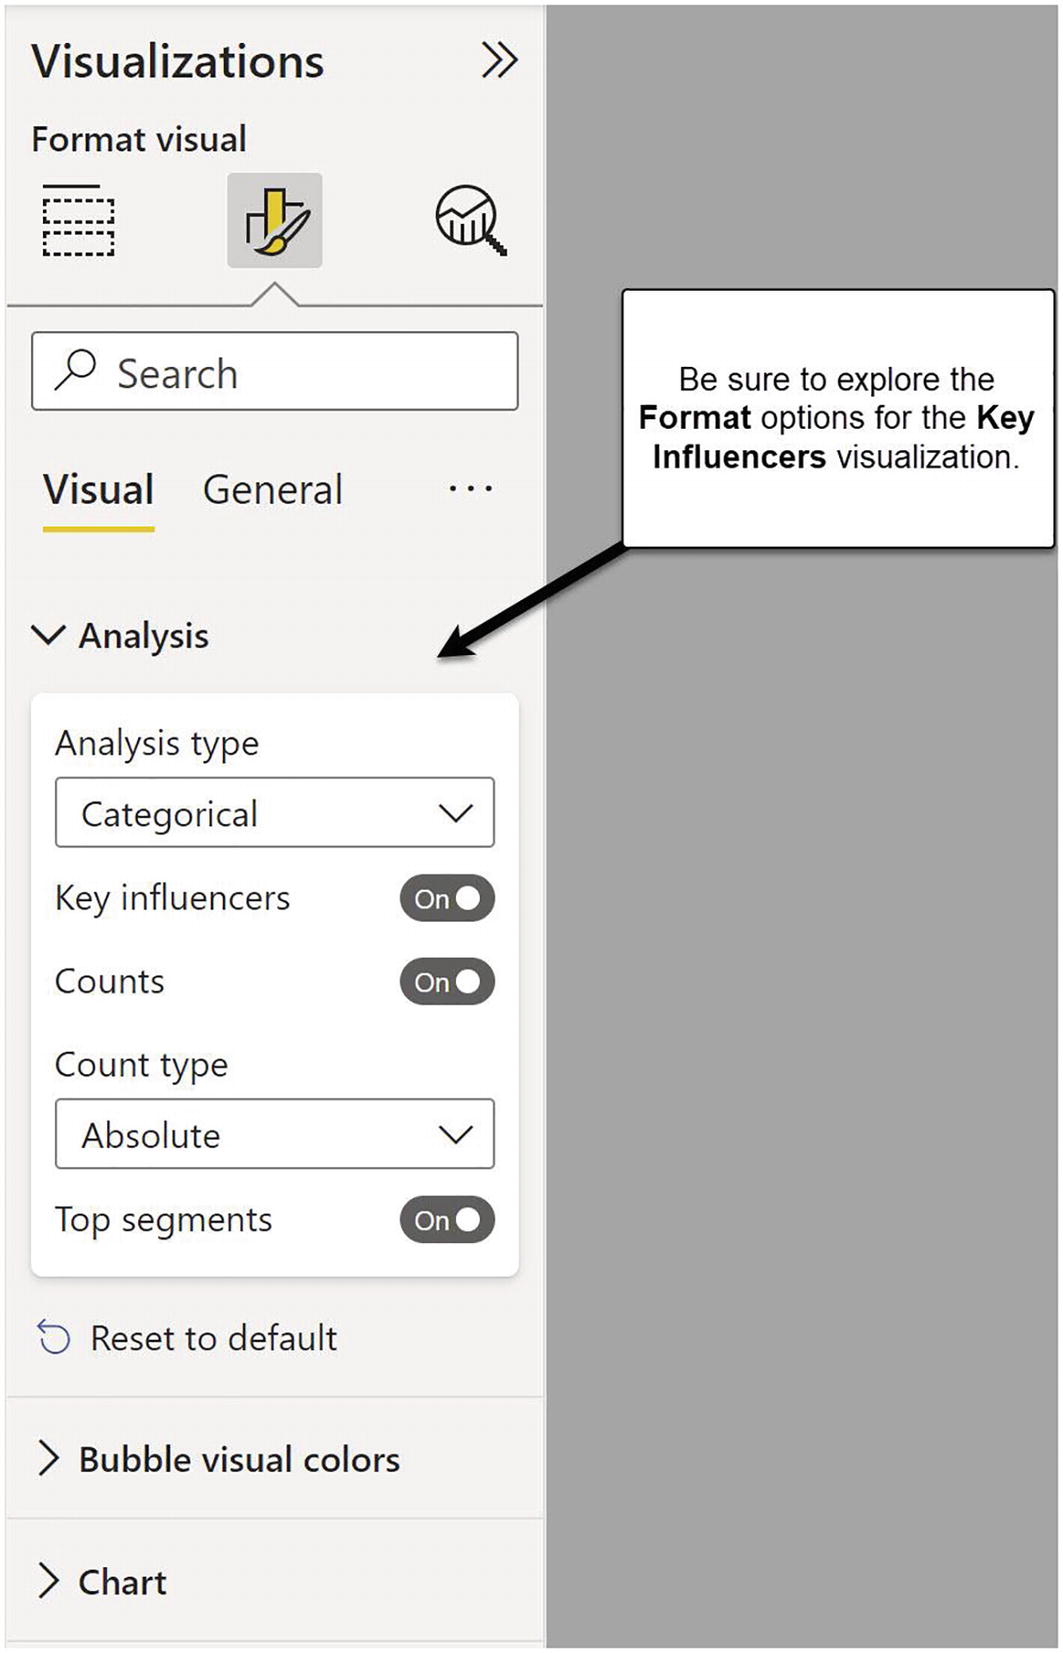 Visualizations
Format visual
Search
Visual General ...
Analysis
Analysis type
Categorical
Key influencers On
Counts On
Count type
Absolute
Top segments On
Reset to default
Bubble visual colors
Chart
Be sure to explore the
Format options for the Key
Influencers visualization.